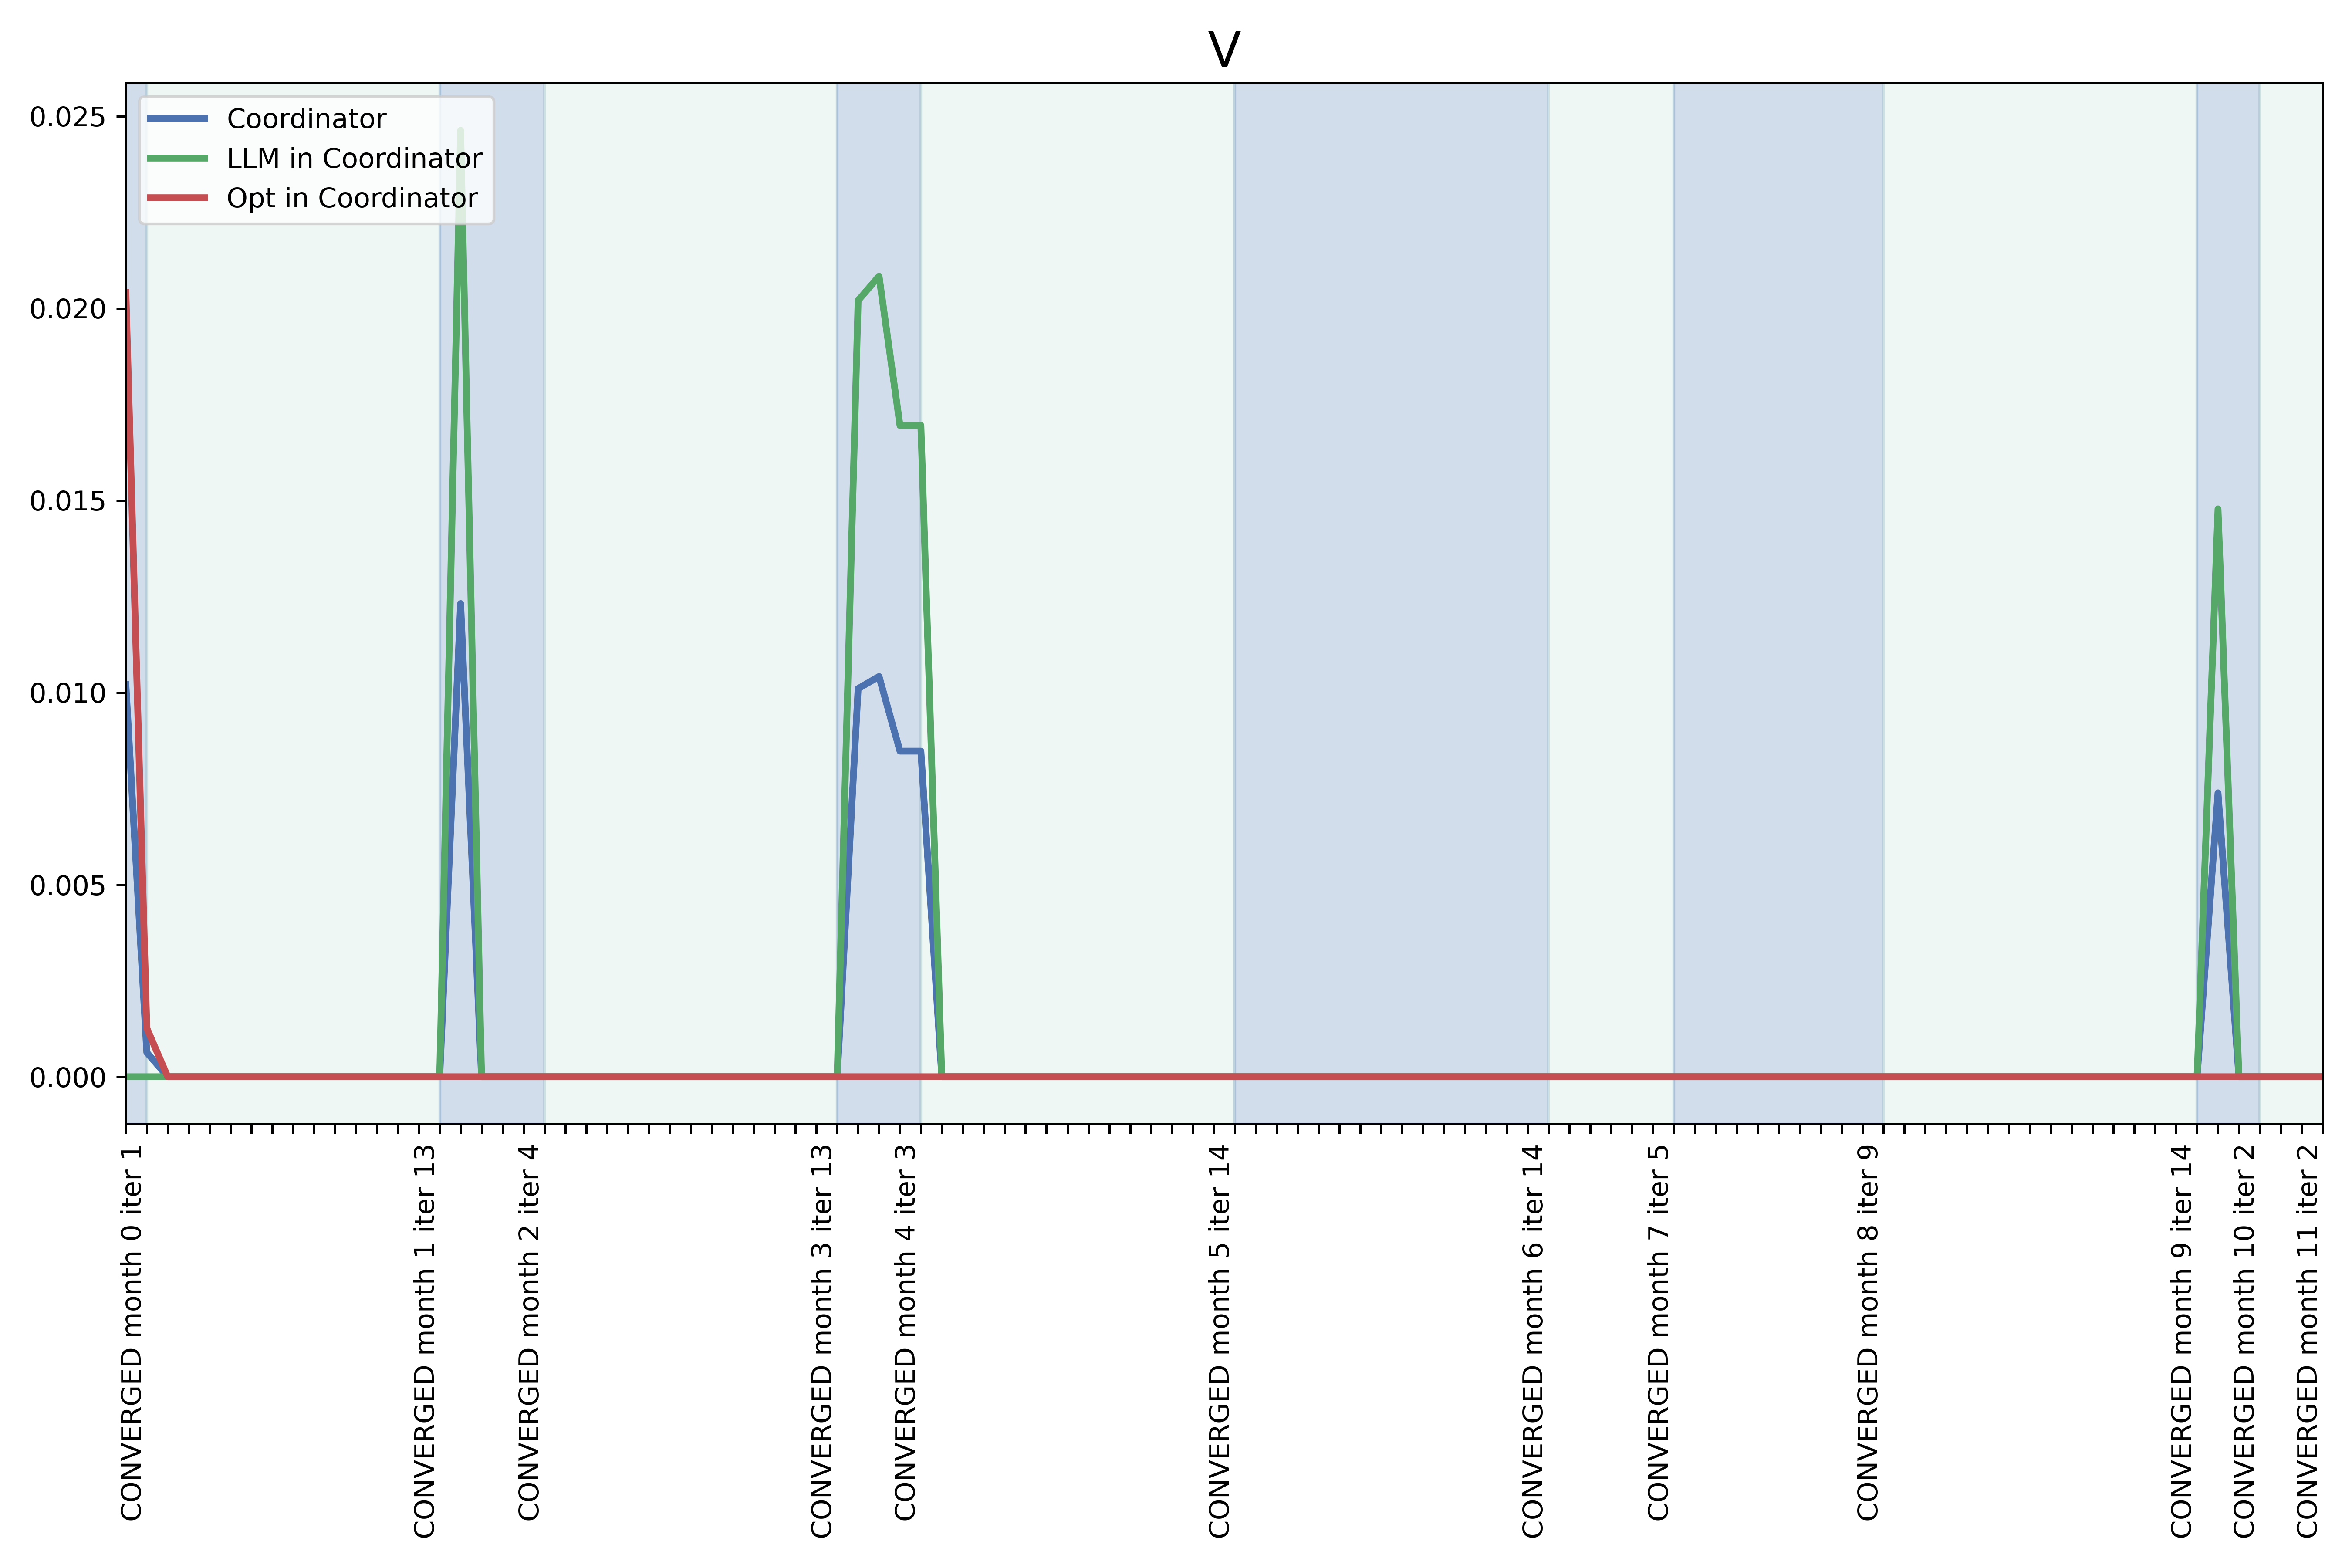 V
0.025
0.020
0.015
0.010
0.005
0.000
Coordinator
LLM in Coordinator
Opt in Coordinator
CONVERGED month 0 iter 1
CONVERGED month 1 iter 13
CONVERGED month 2 iter 4
CONVERGED month 3 iter 13
CONVERGED month 4 iter 3
CONVERGED month 5 iter 14
CONVERGED month 6 iter 14
CONVERGED month 7 iter 5
CONVERGED month 8 iter 9
CONVERGED month 9 iter 14
CONVERGED month 10 iter 2
CONVERGED month 11 iter 2